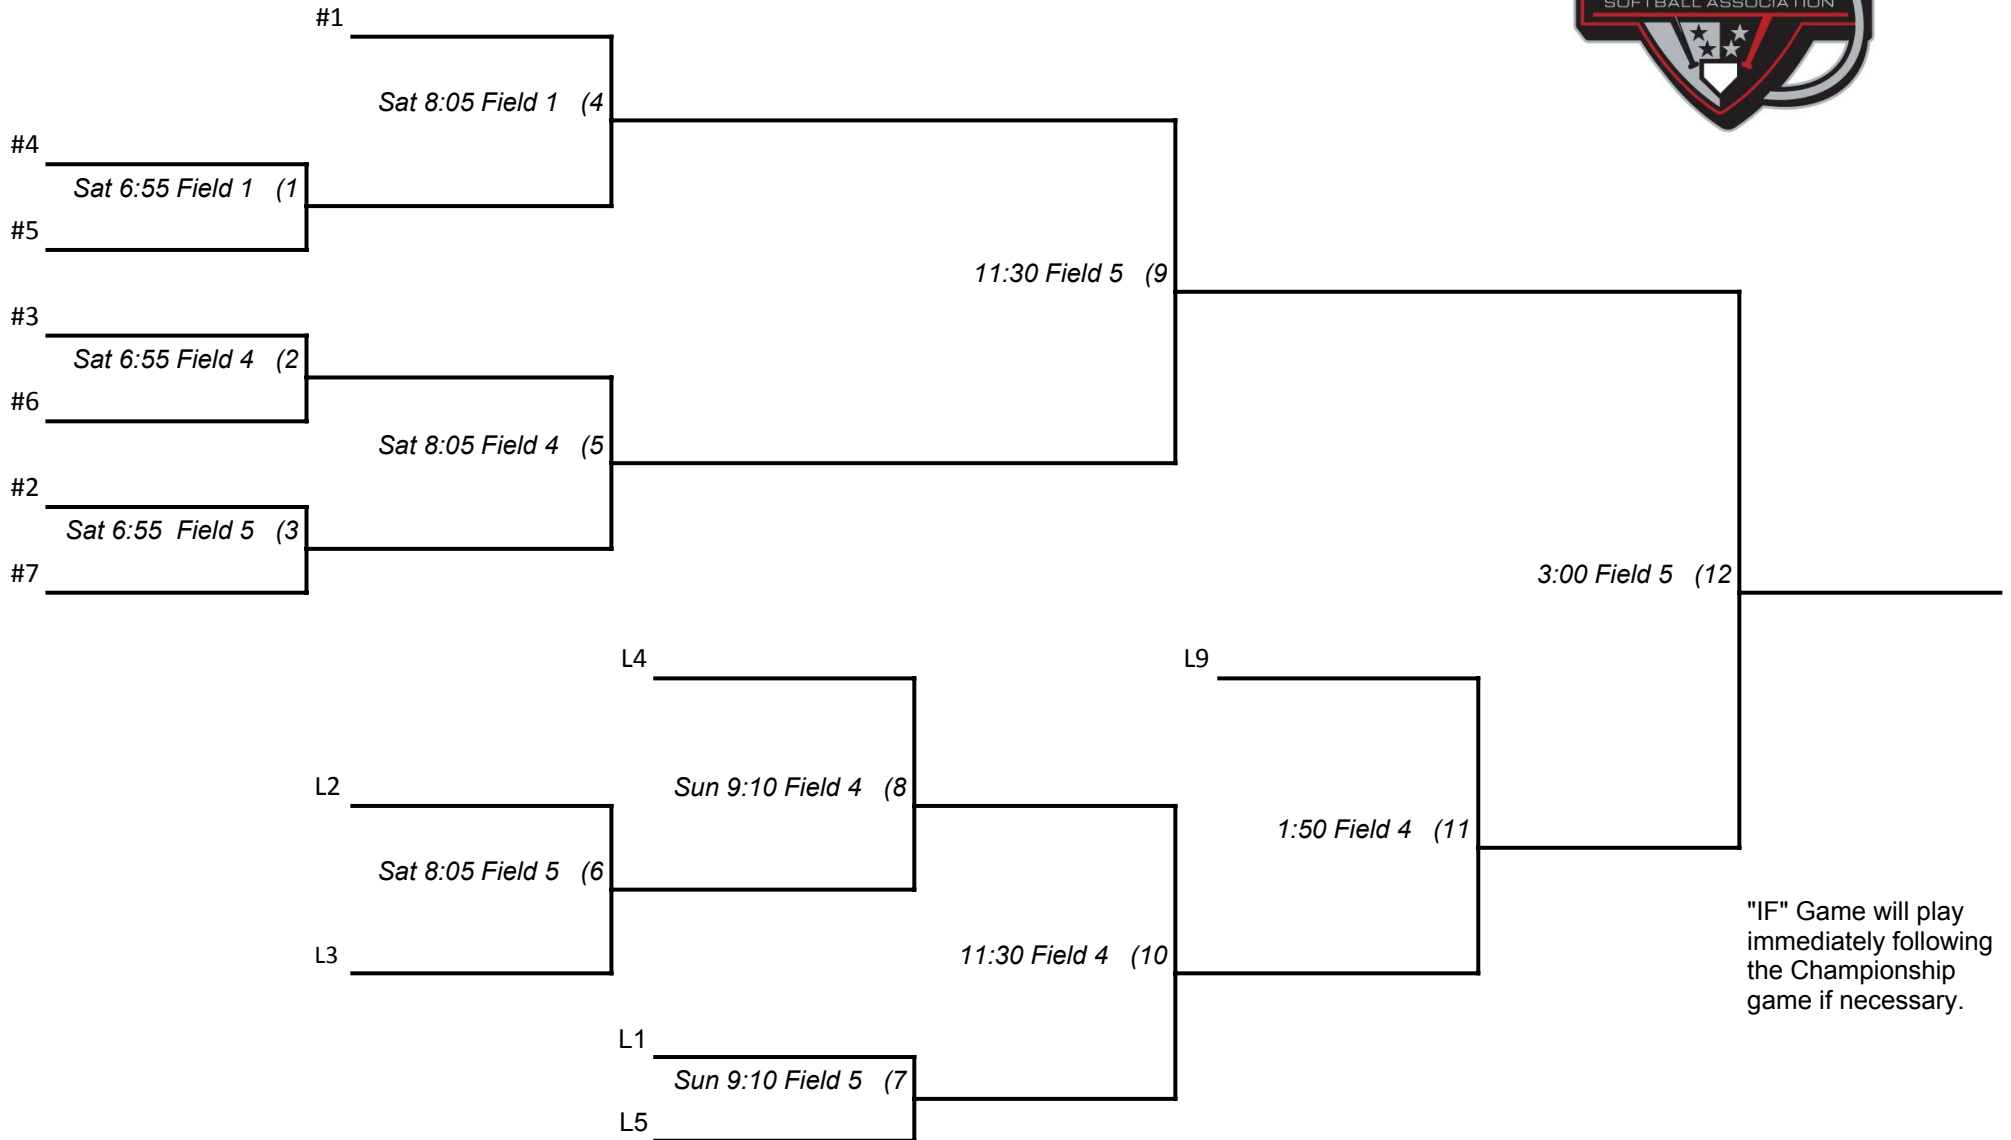 SOFTBALL ASSOCIATION
#1
Sat 8:05 Field 1 (4
#4
Sat 6:55 Field 1 (1
#5
11:30 Field 5 (9
#3
Sat 6:55 Field 4 (2
#6
Sat 8:05 Field 4 (5
#2
Sat 6:55 Field 5 (3
#7
3:00 Field 5 (12
L4
L9
L2
Sun 9:10 Field 4 (8
1:50 Field 4 (11
Sat 8:05 Field 5 (6
"IF" Game will play
immediately following
the Championship
game if necessary.
L3
11:30 Field 4 (10
L1
Sun 9:10 Field 5 (7
L5